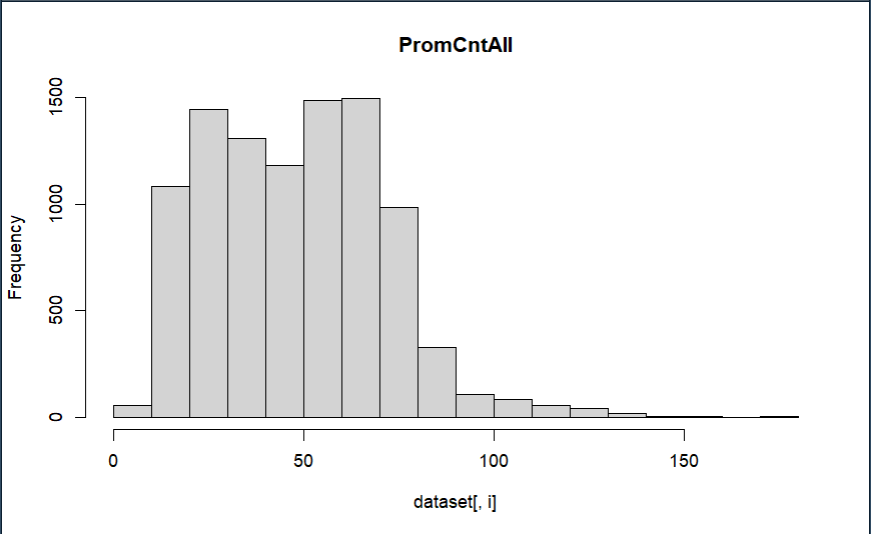 PromCntAll
Frequency
1500
1000
500
0
0 50 100 150
dataset[, i]